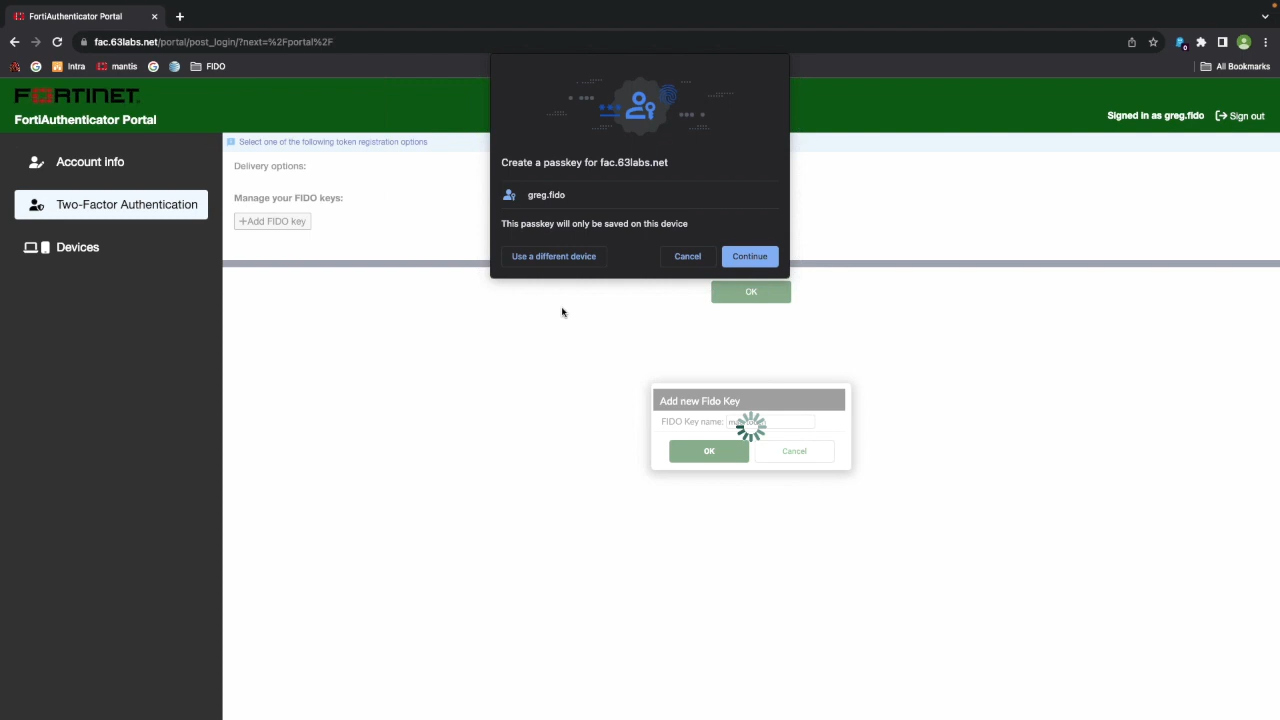 FortiAuthenticator Portal
fac.63labs.net/portal/post_login/?next=%2Fportal%2F
Intra
mantis
FIDO
All Bookmarks
FORTINET
FortiAuthenticator Portal
Signed in as greg.fido
Sign out
Account info
Two-Factor Authentication
Devices
Select one of the following token registration options
Delivery options:
Manage your FIDO keys:
+Add FIDO key
Create a passkey for fac.63labs.net
greg.fido
This passkey will only be saved on this device
Use a different device
Cancel
Continue
OK
Add new Fido Key
FIDO Key name:
OK
Cancel